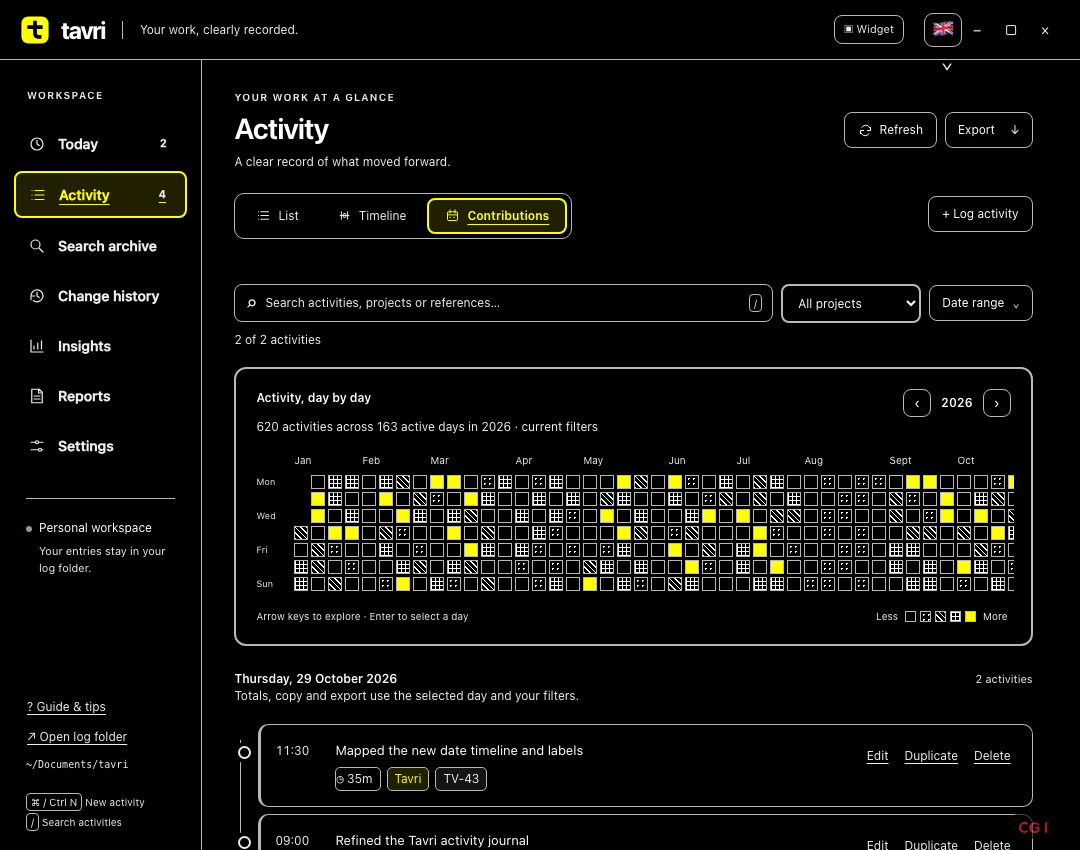 t tavri
Your work, clearly recorded.
Widget
WORKSPACE
Today 2
Activity 4
Search archive
Change history
Insights
Reports
Settings
Personal workspace
Your entries stay in your
log folder.
? Guide & tips
↗ Open log folder
~/Documents/tavri
⌘ / Ctrl N New activity
/ Search activities
YOUR WORK AT A GLANCE
Activity
A clear record of what moved forward.
Refresh
Export ↓
List
Timeline
Contributions
+ Log activity
Search activities, projects or references...
/
All projects
Date range
2 of 2 activities
Activity, day by day
‹ 2026 ›
620 activities across 163 active days in 2026 · current filters
Jan Feb Mar Apr May Jun Jul Aug Sept Oct
Mon
Wed
Fri
Sun
Arrow keys to explore · Enter to select a day
Less More
Thursday, 29 October 2026
2 activities
Totals, copy and export use the selected day and your filters.
11:30 Mapped the new date timeline and labels
35m Tavri TV-43
Edit Duplicate Delete
09:00 Refined the Tavri activity journal
Edit Duplicate Delete
CGI